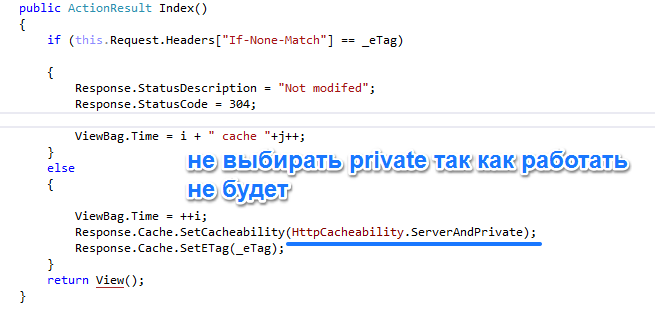 public ActionResult Index()
{
if (this.Request.Headers["If-None-Match"] == _eTag)
{
Response.StatusDescription = "Not modifed";
Response.StatusCode = 304;
ViewBag.Time = i + " cache "+j++;
}
else
{
не выбирать private так как работать
не будет
ViewBag.Time = ++i;
Response.Cache.SetCacheability(HttpCacheability.ServerAndPrivate);
Response.Cache.SetETag(_eTag);
}
return View();
}